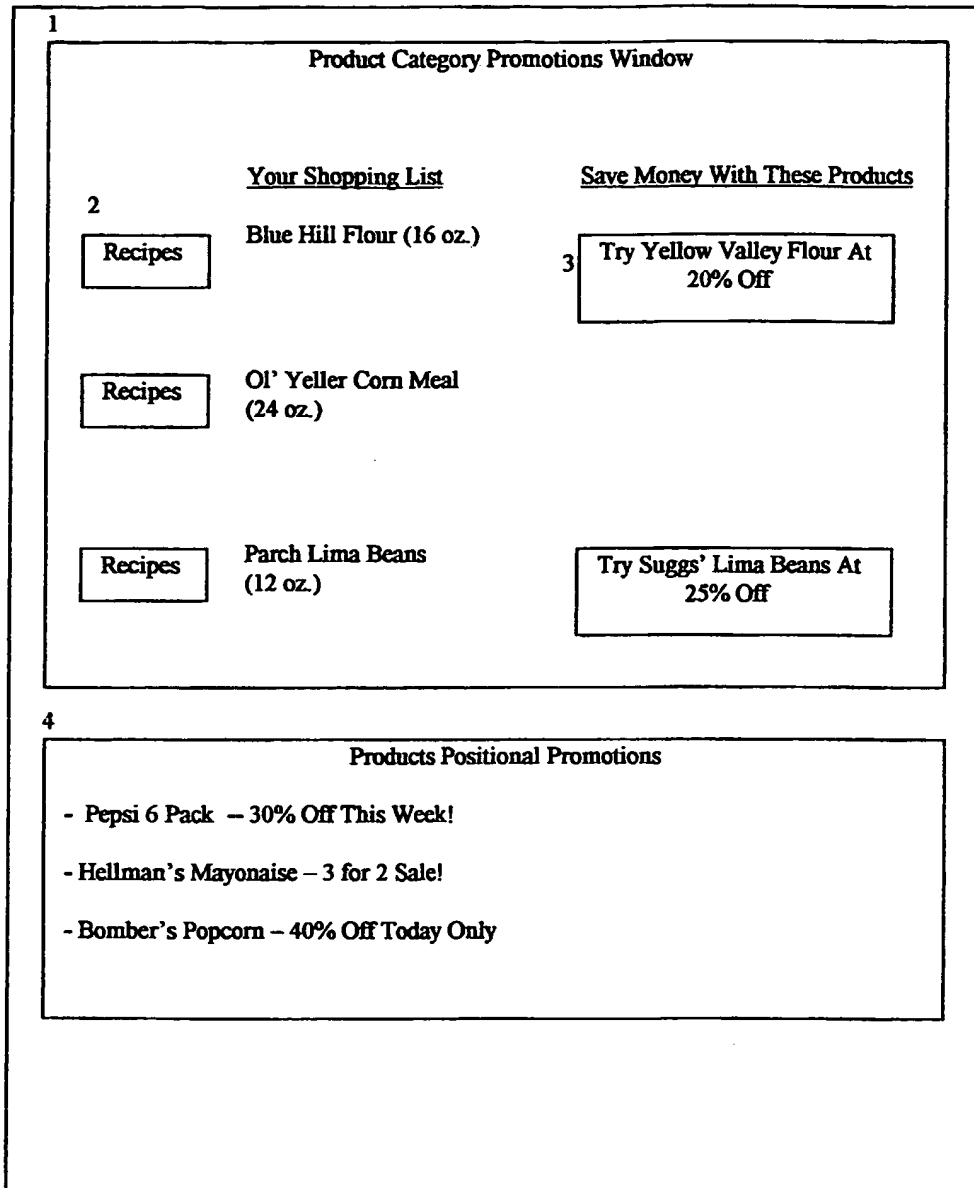 1
Product Category Promotions Window
Your Shopping List
Save Money With These Products
2
Recipes
Blue Hill Flour (16 oz.)
3
Try Yellow Valley Flour At
20% Off
Recipes
Ol' Yeller Corn Meal
(24 oz.)
Recipes
Parch Lima Beans
(12 oz.)
Try Suggs' Lima Beans At
25% Off
4
Products Positional Promotions
- Pepsi 6 Pack – 30% Off This Week!
- Hellman's Mayonaise – 3 for 2 Sale!
- Bomber's Popcorn – 40% Off Today Only